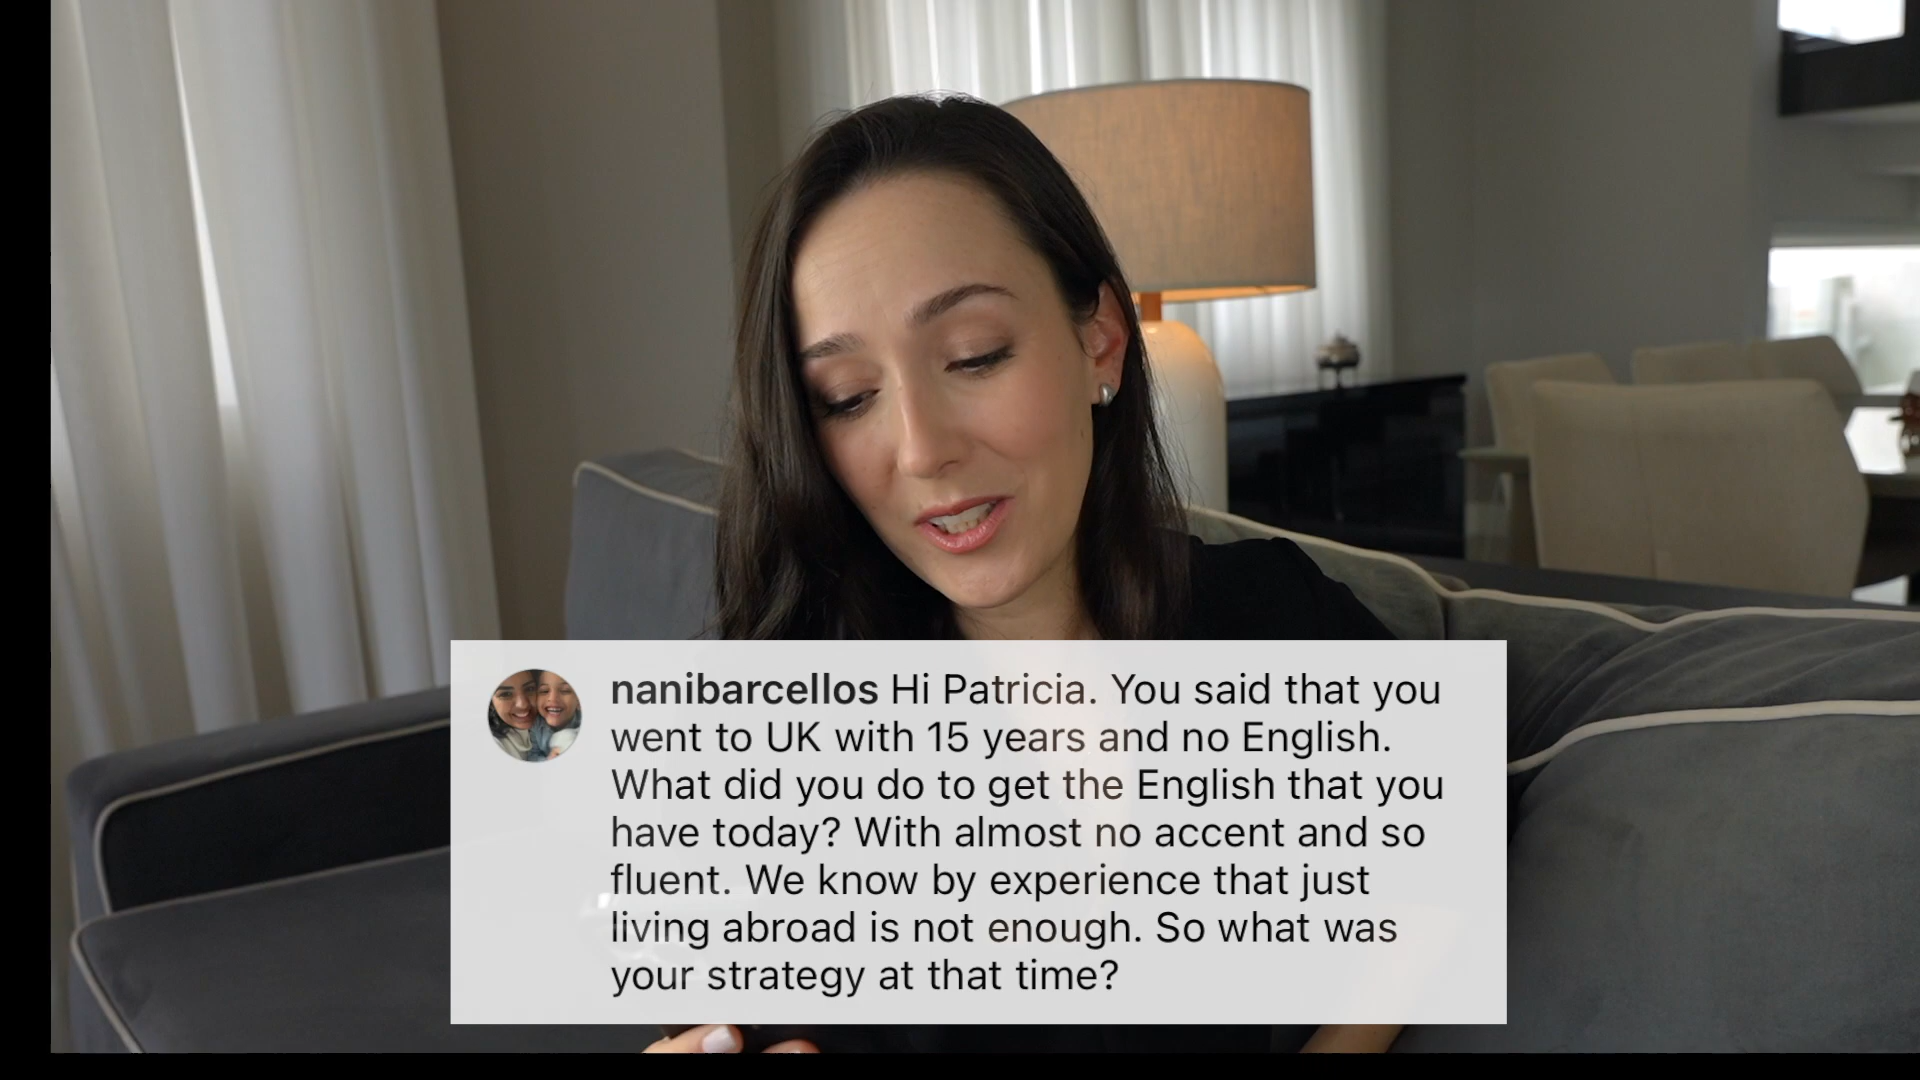 nanibarcellos Hi Patricia. You said that you
went to UK with 15 years and no English.
What did you do to get the English that you
have today? With almost no accent and so
fluent. We know by experience that just
living abroad is not enough. So what was
your strategy at that time?